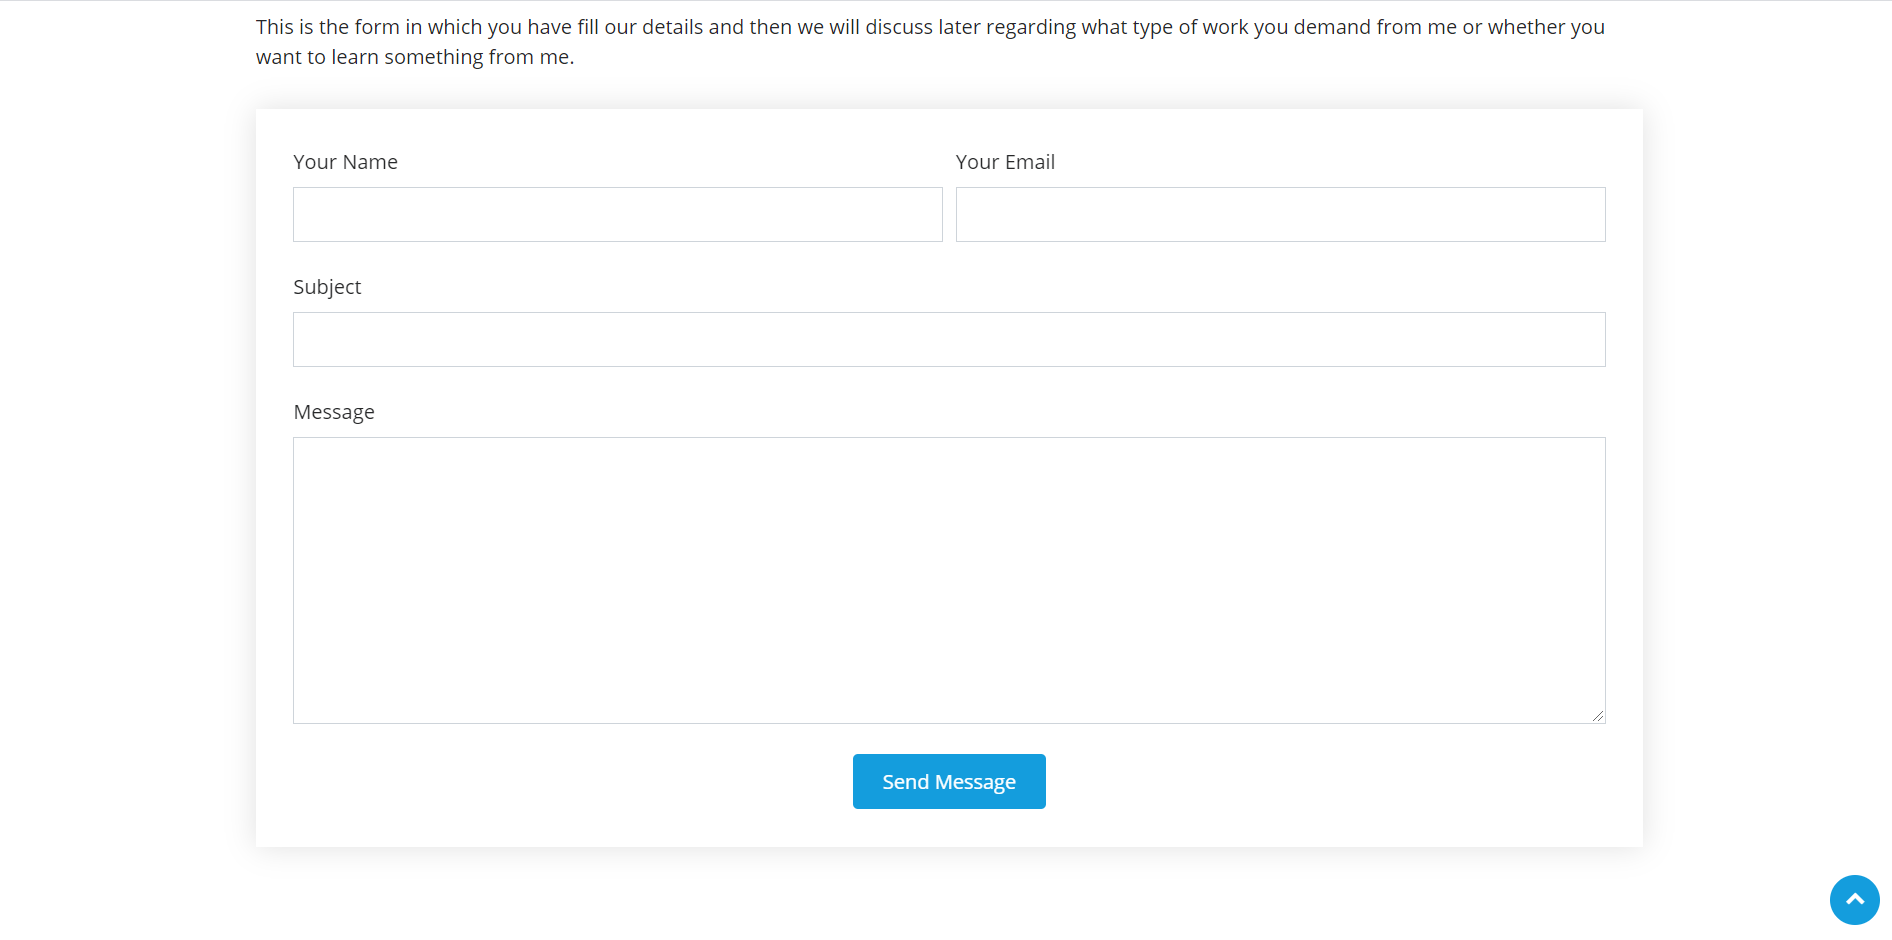 This is the form in which you have fill our details and then we will discuss later regarding what type of work you demand from me or whether you
want to learn something from me.
Your Name
Your Email
Subject
Message
Send Message